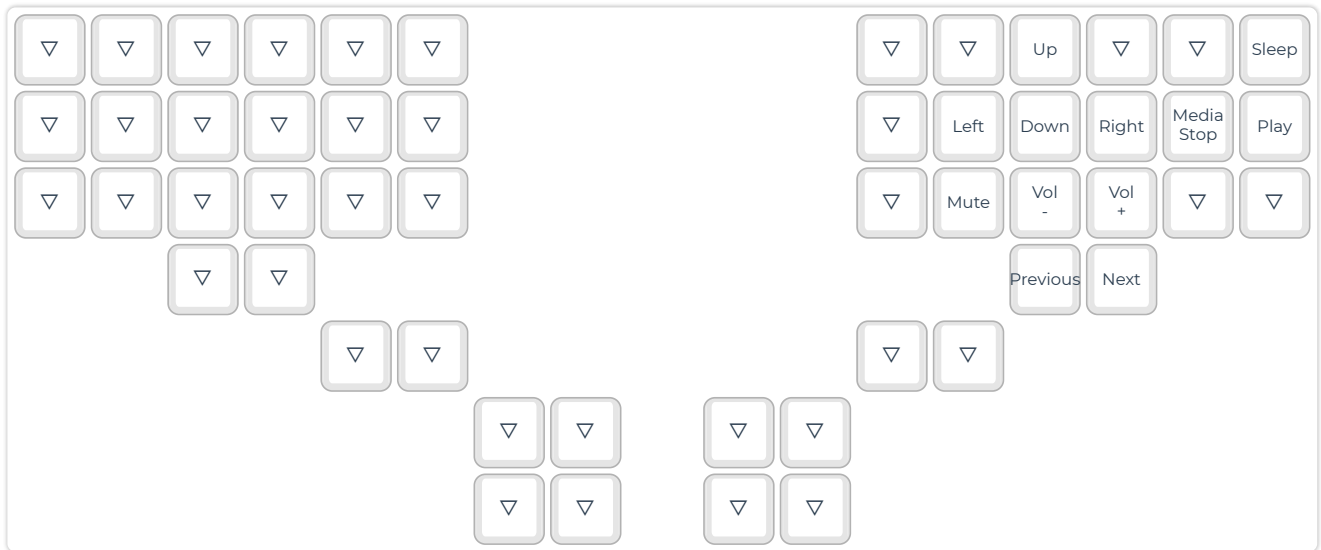 ▽ ▽ ▽ ▽ ▽ ▽ ▽ ▽ Up ▽ ▽ Sleep
▽ ▽ ▽ ▽ ▽ ▽ ▽ Left Down Right Media Stop Play
▽ ▽ ▽ ▽ ▽ ▽ ▽ Mute Vol - Vol + ▽ ▽
▽ ▽ Previous Next
▽ ▽ ▽ ▽
▽ ▽ ▽ ▽
▽ ▽ ▽ ▽